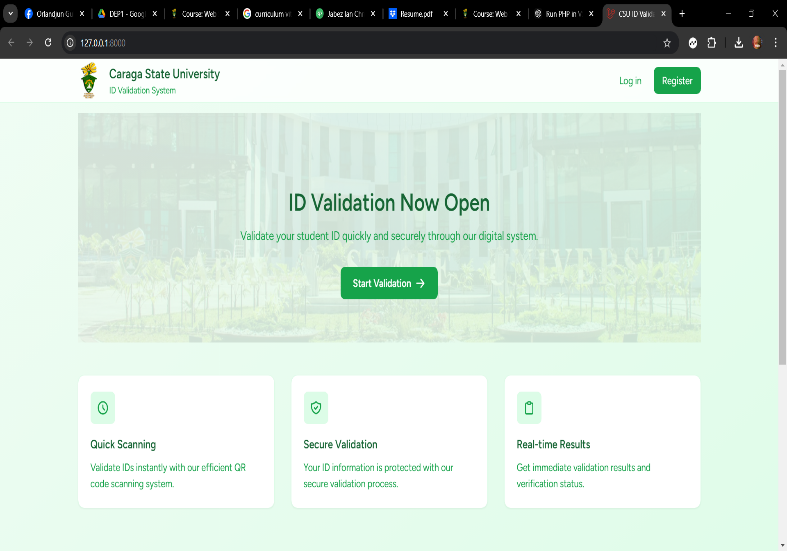 Orlandjun Gu
DEP1 - Googl
Course: Web
curriculum vi
Jabez Ian Ch
Resume.pdf
Course: Web
Run PHP in V
CSU ID Valid
127.0.0.1:8000
Caraga State University
ID Validation System
Log in
Register
ID Validation Now Open
Validate your student ID quickly and securely through our digital system.
Start Validation →
Quick Scanning
Validate IDs instantly with our efficient QR
code scanning system.
Secure Validation
Your ID information is protected with our
secure validation process.
Real-time Results
Get immediate validation results and
verification status.